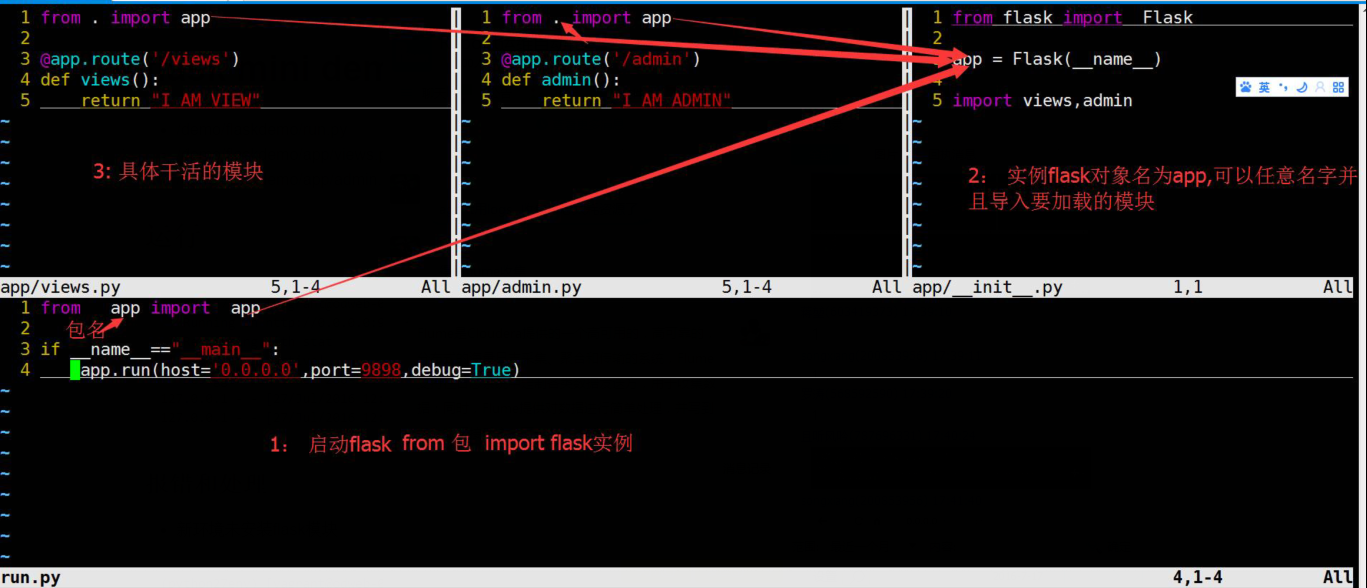 1 from . import app
2
3 @app.route('/views')
4 def views():
5     return "I AM VIEW"
~
~
~
3: 具体干活的模块
~
~
~
~
~
app/views.py 5,1-4 All
1 from . import app
2
3 @app.route('/admin')
4 def admin():
5     return "I AM ADMIN"
~
~
~
~
~
~
~
~
app/admin.py 5,1-4 All
1 from flask import  Flask
2
app = Flask(__name__)
4
5 import views,admin
英
~
~
~
2： 实例flask对象名为app,可以任意名字并
且导入要加载的模块
~
~
~
~
~
app/__init__.py 1,1 All
1 from   app import  app
2
包名
3 if __name__=="__main__":
4     app.run(host='0.0.0.0',port=9898,debug=True)
~
~
~
1： 启动flask from 包 import flask实例
~
~
~
~
~
~
run.py 4,1-4 All